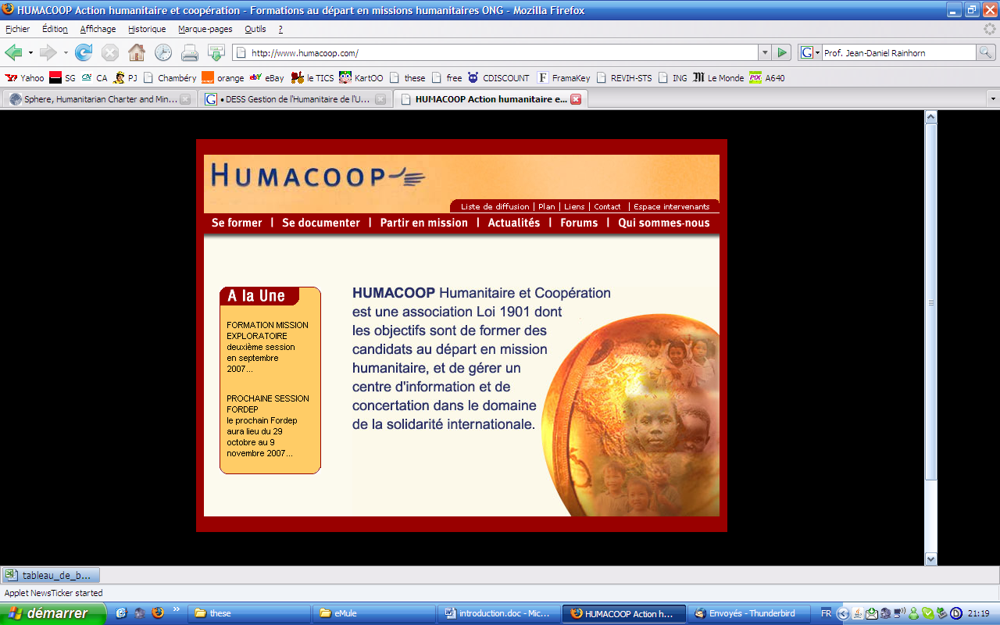 HUMACOOP Action humanitaire et coopération - Formations au départ en missions humanitaires ONG - Mozilla Firefox
Fichier Édition Affichage Historique Marque-pages Outils ?
http://www.humacoop.com/ G Prof. Jean-Daniel Rainhorn
Yahoo SG CA PJ Chambéry orange eBay le TICS KartOO these free CDISCOUNT FramaKey REVIH-STS ING Le Monde A640
Sphere, Humanitarian Charter and Min... G • DESS Gestion de l'Humanitaire de l'U... HUMACOOP Action humanitaire e...
HUMACOOP
Liste de diffusion | Plan | Liens | Contact | Espace intervenants
Se former | Se documenter | Partir en mission | Actualités | Forums | Qui sommes-nous
A la Une
FORMATION MISSION
EXPLORATOIRE
deuxième session
en septembre
2007...
PROCHAINE SESSION
FORDEP
le prochain Fordep
aura lieu du 29
octobre au 9
novembre 2007...
HUMACOOP Humanitaire et Coopération
est une association Loi 1901 dont
les objectifs sont de former des
candidats au départ en mission
humanitaire, et de gérer un
centre d'information et de
concertation dans le domaine
de la solidarité internationale.
tableau_de_b...
Applet NewsTicker started
démarrer these eMule introduction.doc - Mic... HUMACOOP Action h... Envoyés - Thunderbird FR 21:19